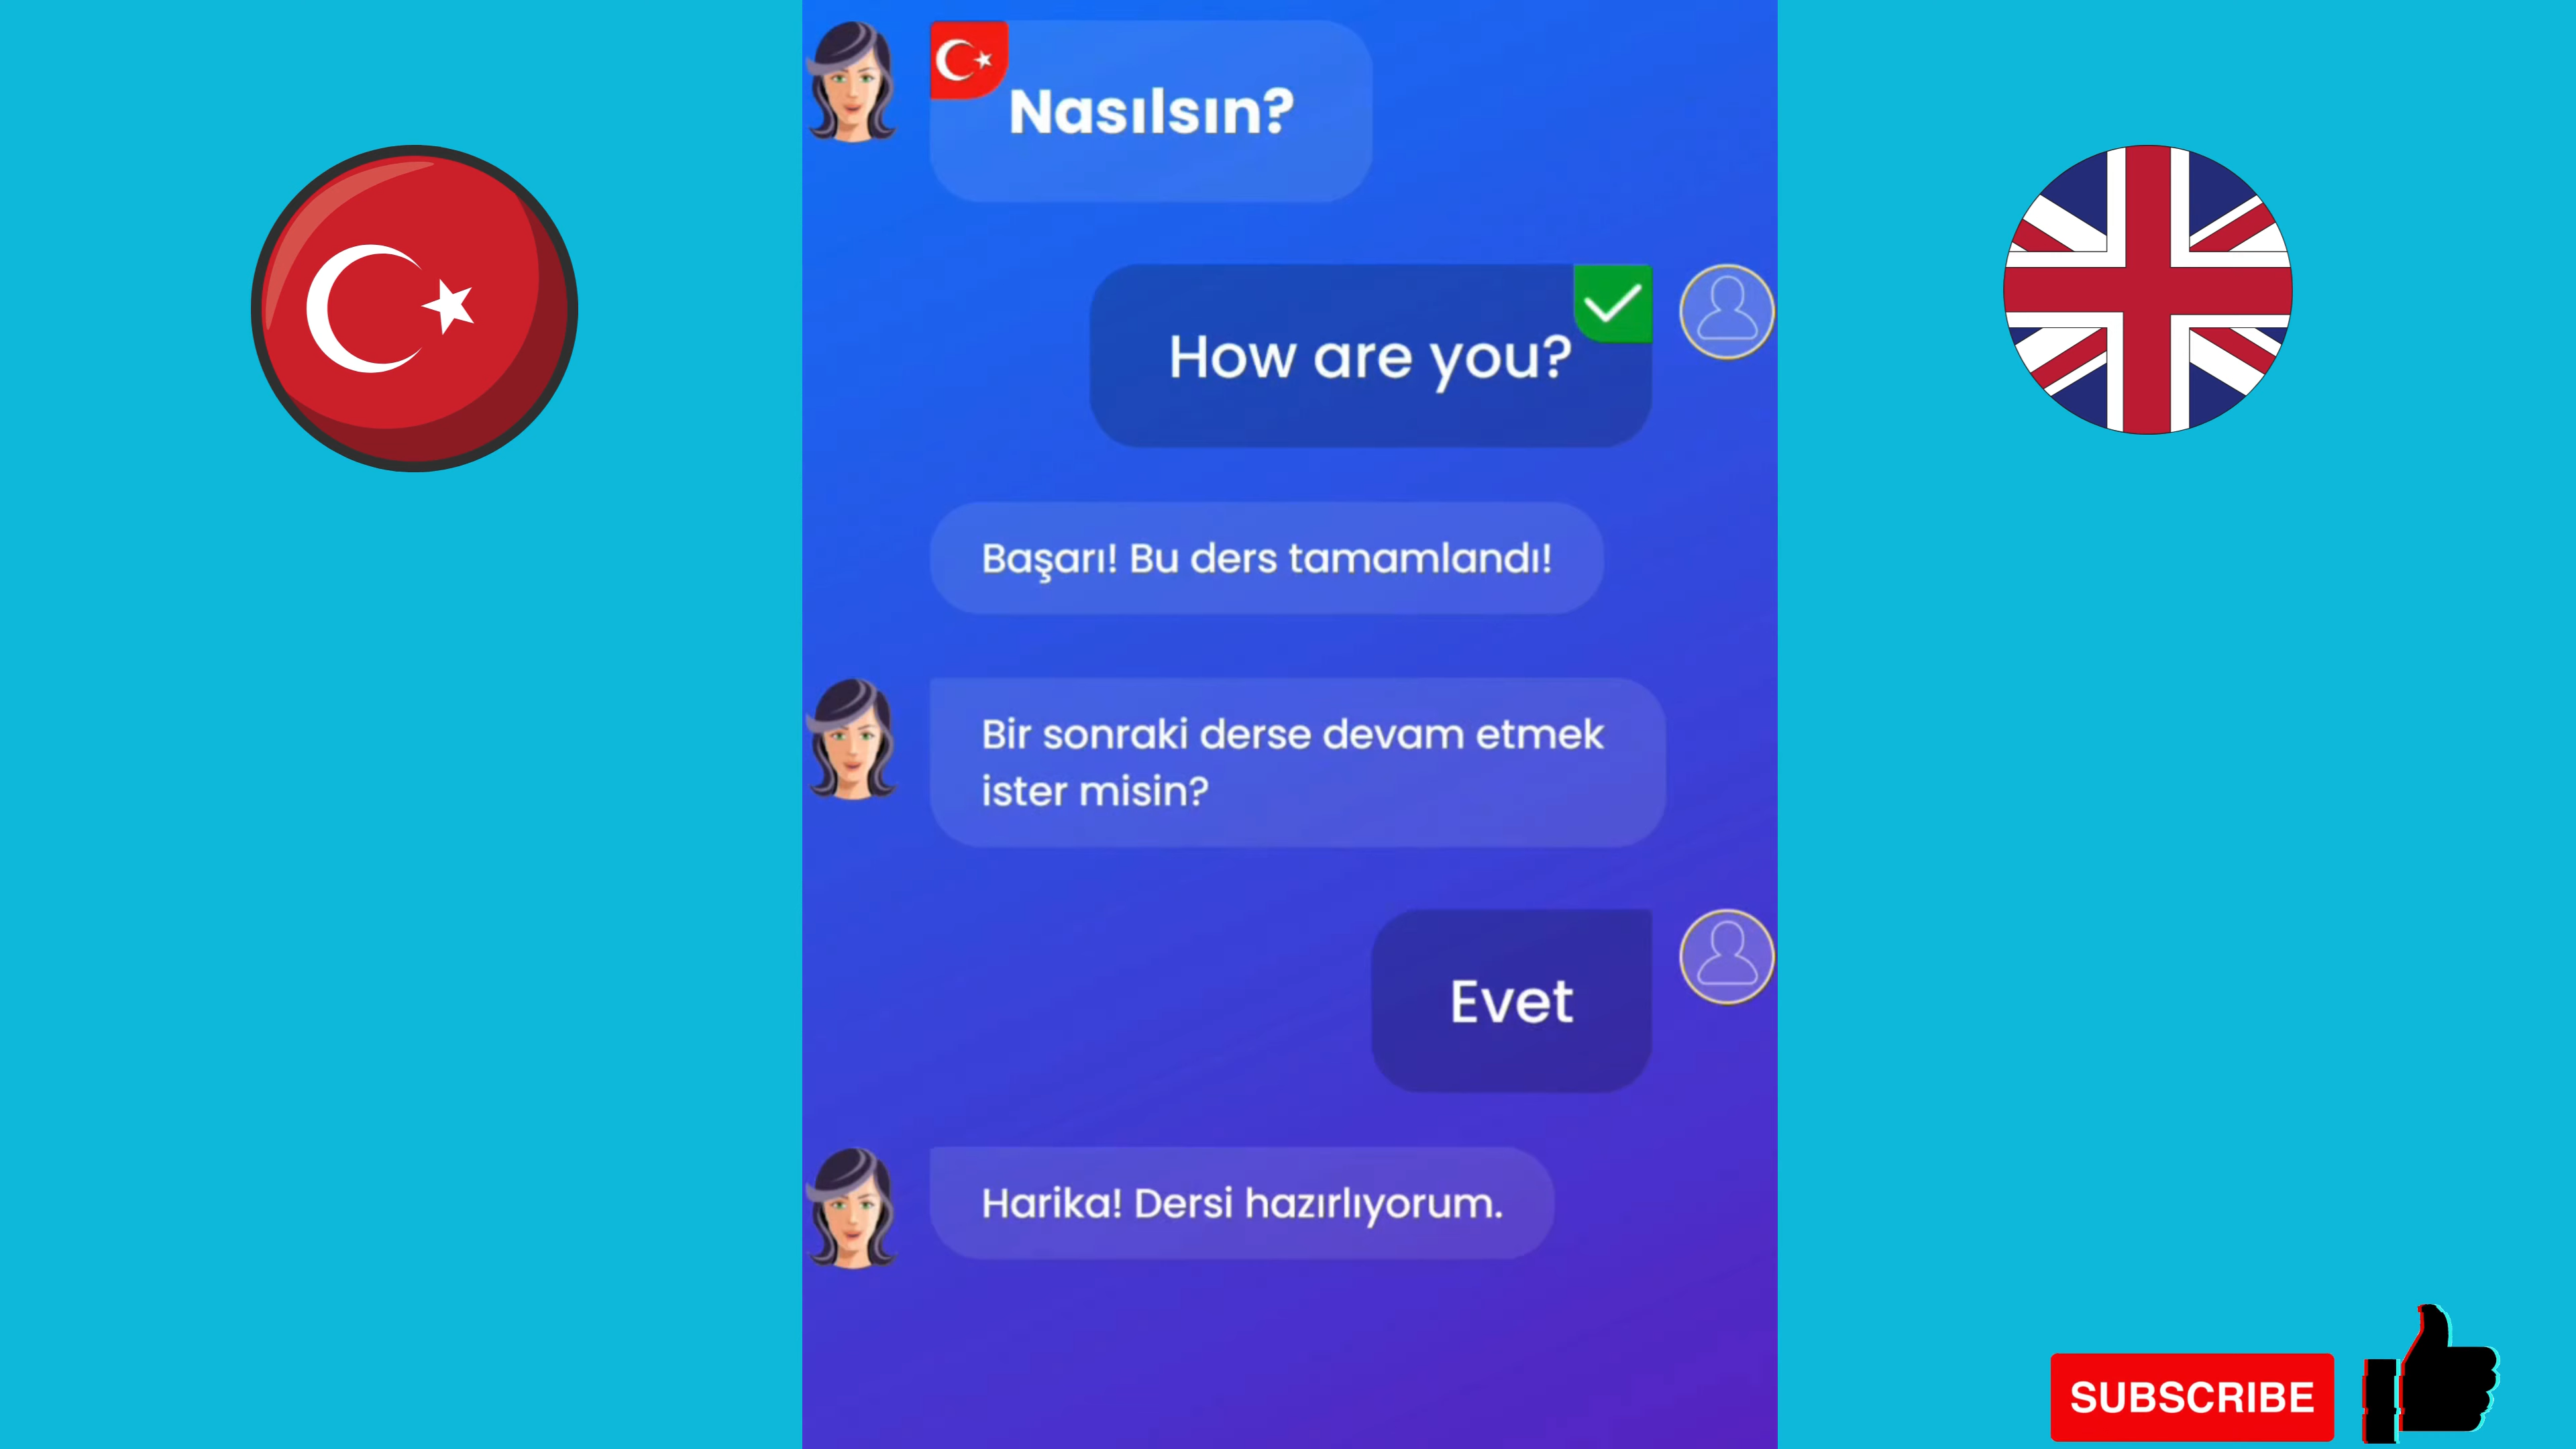 Nasılsın?
How are you?
Başarı! Bu ders tamamlandı!
Bir sonraki derse devam etmek
ister misin?
Evet
Harika! Dersi hazırlıyorum.
SUBSCRIBE